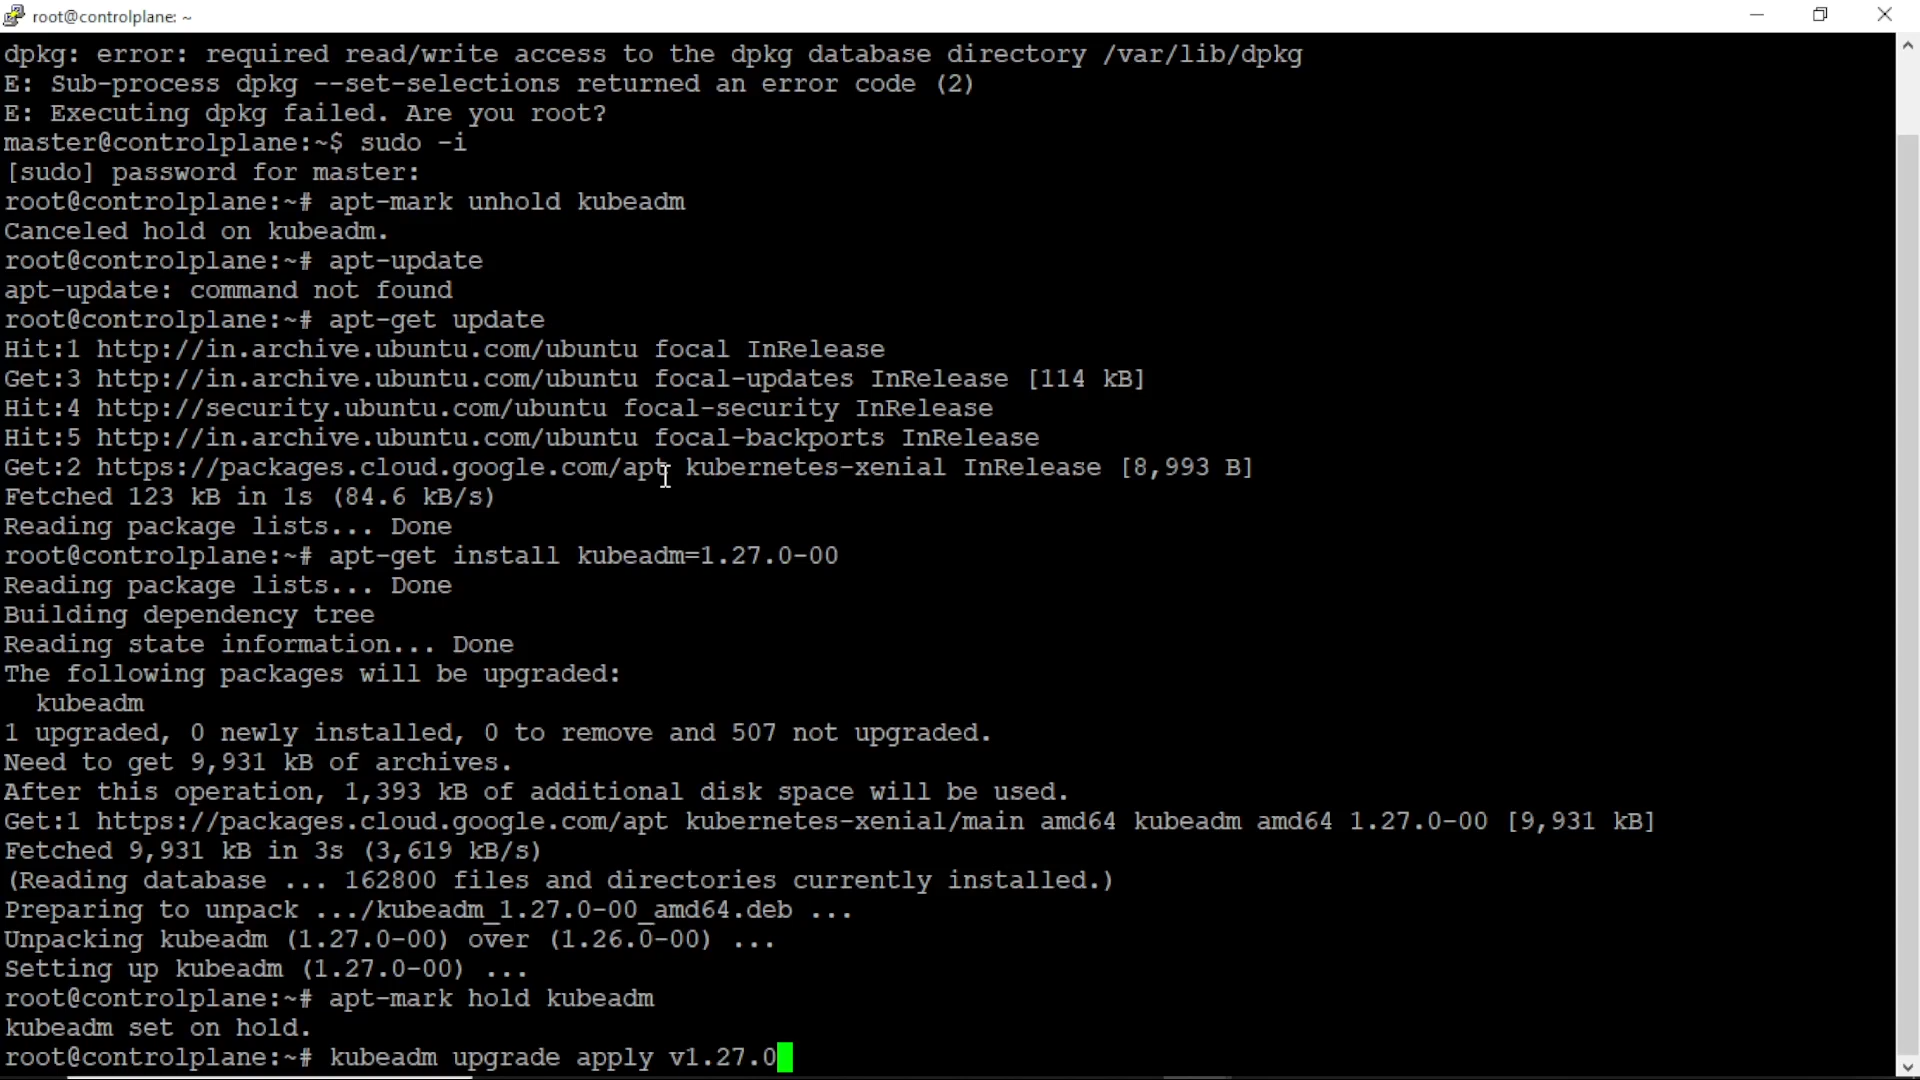 root@controlplane: ~
dpkg: error: required read/write access to the dpkg database directory /var/lib/dpkg
E: Sub-process dpkg --set-selections returned an error code (2)
E: Executing dpkg failed. Are you root?
master@controlplane:~$ sudo -i
[sudo] password for master:
root@controlplane:~# apt-mark unhold kubeadm
Canceled hold on kubeadm.
root@controlplane:~# apt-update
apt-update: command not found
root@controlplane:~# apt-get update
Hit:1 http://in.archive.ubuntu.com/ubuntu focal InRelease
Get:3 http://in.archive.ubuntu.com/ubuntu focal-updates InRelease [114 kB]
Hit:4 http://security.ubuntu.com/ubuntu focal-security InRelease
Hit:5 http://in.archive.ubuntu.com/ubuntu focal-backports InRelease
Get:2 https://packages.cloud.google.com/apt kubernetes-xenial InRelease [8,993 B]
Fetched 123 kB in 1s (84.6 kB/s)
Reading package lists... Done
root@controlplane:~# apt-get install kubeadm=1.27.0-00
Reading package lists... Done
Building dependency tree
Reading state information... Done
The following packages will be upgraded:
  kubeadm
1 upgraded, 0 newly installed, 0 to remove and 507 not upgraded.
Need to get 9,931 kB of archives.
After this operation, 1,393 kB of additional disk space will be used.
Get:1 https://packages.cloud.google.com/apt kubernetes-xenial/main amd64 kubeadm amd64 1.27.0-00 [9,931 kB]
Fetched 9,931 kB in 3s (3,619 kB/s)
(Reading database ... 162800 files and directories currently installed.)
Preparing to unpack .../kubeadm_1.27.0-00_amd64.deb ...
Unpacking kubeadm (1.27.0-00) over (1.26.0-00) ...
Setting up kubeadm (1.27.0-00) ...
root@controlplane:~# apt-mark hold kubeadm
kubeadm set on hold.
root@controlplane:~# kubeadm upgrade apply v1.27.0